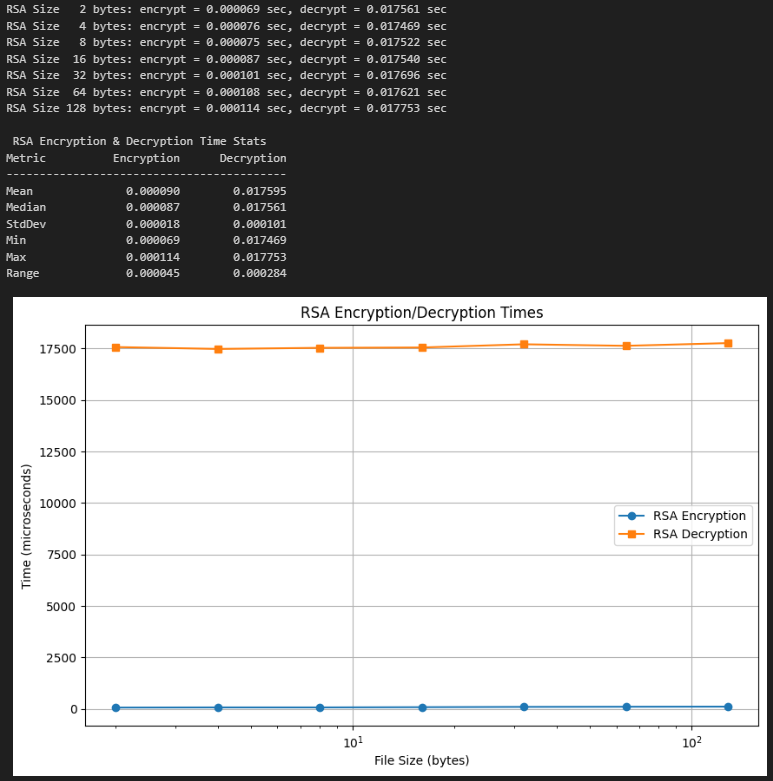 RSA Size   2 bytes: encrypt = 0.000069 sec, decrypt = 0.017561 sec
RSA Size   4 bytes: encrypt = 0.000076 sec, decrypt = 0.017469 sec
RSA Size   8 bytes: encrypt = 0.000075 sec, decrypt = 0.017522 sec
RSA Size  16 bytes: encrypt = 0.000087 sec, decrypt = 0.017540 sec
RSA Size  32 bytes: encrypt = 0.000101 sec, decrypt = 0.017696 sec
RSA Size  64 bytes: encrypt = 0.000108 sec, decrypt = 0.017621 sec
RSA Size 128 bytes: encrypt = 0.000114 sec, decrypt = 0.017753 sec
RSA Encryption & Decryption Time Stats
Metric          Encryption      Decryption
------------------------------------------
Mean              0.000090        0.017595
Median            0.000087        0.017561
StdDev            0.000018        0.000101
Min               0.000069        0.017469
Max               0.000114        0.017753
Range             0.000045        0.000284
RSA Encryption/Decryption Times
Time (microseconds)
17500
15000
12500
10000
7500
5000
2500
0
RSA Encryption
RSA Decryption
10¹
10²
File Size (bytes)